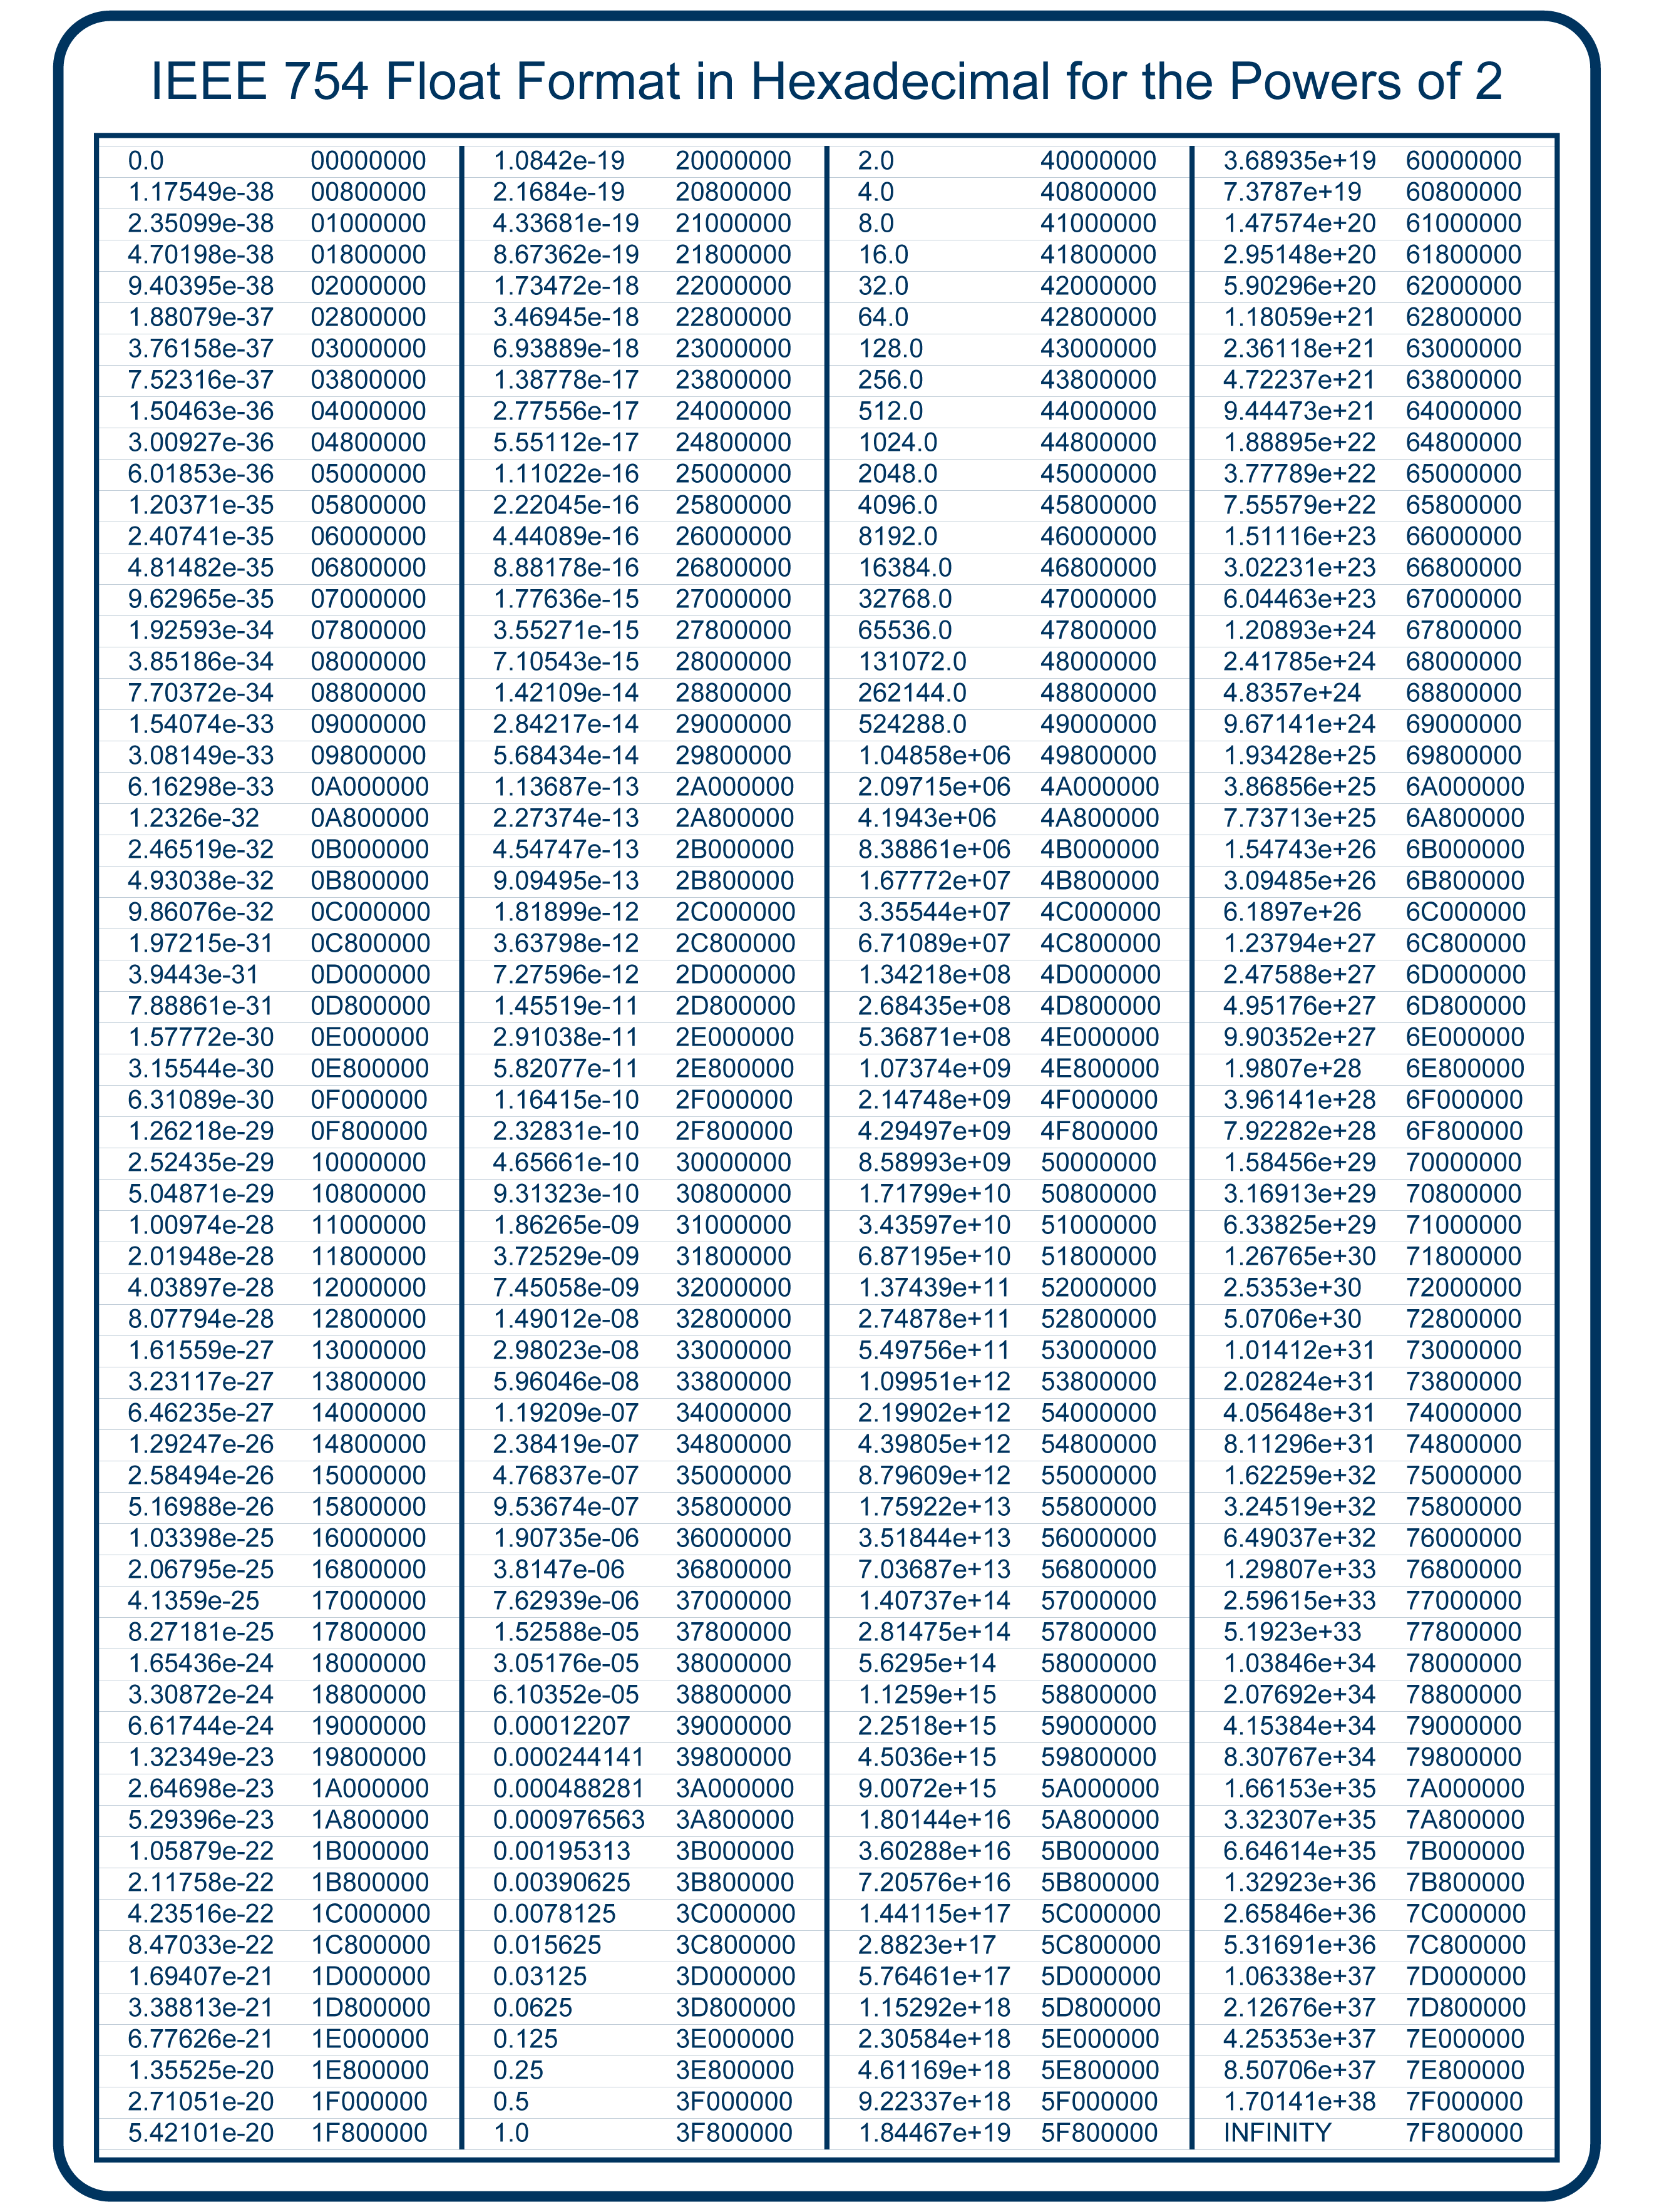 IEEE 754 Float Format in Hexadecimal for the Powers of 2
0.0 00000000 1.0842e-19 20000000 2.0 40000000 3.68935e+19 60000000
1.17549e-38 00800000 2.1684e-19 20800000 4.0 40800000 7.3787e+19 60800000
2.35099e-38 01000000 4.33681e-19 21000000 8.0 41000000 1.47574e+20 61000000
4.70198e-38 01800000 8.67362e-19 21800000 16.0 41800000 2.95148e+20 61800000
9.40395e-38 02000000 1.73472e-18 22000000 32.0 42000000 5.90296e+20 62000000
1.88079e-37 02800000 3.46945e-18 22800000 64.0 42800000 1.18059e+21 62800000
3.76158e-37 03000000 6.93889e-18 23000000 128.0 43000000 2.36118e+21 63000000
7.52316e-37 03800000 1.38778e-17 23800000 256.0 43800000 4.72237e+21 63800000
1.50463e-36 04000000 2.77556e-17 24000000 512.0 44000000 9.44473e+21 64000000
3.00927e-36 04800000 5.55112e-17 24800000 1024.0 44800000 1.88895e+22 64800000
6.01853e-36 05000000 1.11022e-16 25000000 2048.0 45000000 3.77789e+22 65000000
1.20371e-35 05800000 2.22045e-16 25800000 4096.0 45800000 7.55579e+22 65800000
2.40741e-35 06000000 4.44089e-16 26000000 8192.0 46000000 1.51116e+23 66000000
4.81482e-35 06800000 8.88178e-16 26800000 16384.0 46800000 3.02231e+23 66800000
9.62965e-35 07000000 1.77636e-15 27000000 32768.0 47000000 6.04463e+23 67000000
1.92593e-34 07800000 3.55271e-15 27800000 65536.0 47800000 1.20893e+24 67800000
3.85186e-34 08000000 7.10543e-15 28000000 131072.0 48000000 2.41785e+24 68000000
7.70372e-34 08800000 1.42109e-14 28800000 262144.0 48800000 4.8357e+24 68800000
1.54074e-33 09000000 2.84217e-14 29000000 524288.0 49000000 9.67141e+24 69000000
3.08149e-33 09800000 5.68434e-14 29800000 1.04858e+06 49800000 1.93428e+25 69800000
6.16298e-33 0A000000 1.13687e-13 2A000000 2.09715e+06 4A000000 3.86856e+25 6A000000
1.2326e-32 0A800000 2.27374e-13 2A800000 4.1943e+06 4A800000 7.73713e+25 6A800000
2.46519e-32 0B000000 4.54747e-13 2B000000 8.38861e+06 4B000000 1.54743e+26 6B000000
4.93038e-32 0B800000 9.09495e-13 2B800000 1.67772e+07 4B800000 3.09485e+26 6B800000
9.86076e-32 0C000000 1.81899e-12 2C000000 3.35544e+07 4C000000 6.1897e+26 6C000000
1.97215e-31 0C800000 3.63798e-12 2C800000 6.71089e+07 4C800000 1.23794e+27 6C800000
3.9443e-31 0D000000 7.27596e-12 2D000000 1.34218e+08 4D000000 2.47588e+27 6D000000
7.88861e-31 0D800000 1.45519e-11 2D800000 2.68435e+08 4D800000 4.95176e+27 6D800000
1.57772e-30 0E000000 2.91038e-11 2E000000 5.36871e+08 4E000000 9.90352e+27 6E000000
3.15544e-30 0E800000 5.82077e-11 2E800000 1.07374e+09 4E800000 1.9807e+28 6E800000
6.31089e-30 0F000000 1.16415e-10 2F000000 2.14748e+09 4F000000 3.96141e+28 6F000000
1.26218e-29 0F800000 2.32831e-10 2F800000 4.29497e+09 4F800000 7.92282e+28 6F800000
2.52435e-29 10000000 4.65661e-10 30000000 8.58993e+09 50000000 1.58456e+29 70000000
5.04871e-29 10800000 9.31323e-10 30800000 1.71799e+10 50800000 3.16913e+29 70800000
1.00974e-28 11000000 1.86265e-09 31000000 3.43597e+10 51000000 6.33825e+29 71000000
2.01948e-28 11800000 3.72529e-09 31800000 6.87195e+10 51800000 1.26765e+30 71800000
4.03897e-28 12000000 7.45058e-09 32000000 1.37439e+11 52000000 2.5353e+30 72000000
8.07794e-28 12800000 1.49012e-08 32800000 2.74878e+11 52800000 5.0706e+30 72800000
1.61559e-27 13000000 2.98023e-08 33000000 5.49756e+11 53000000 1.01412e+31 73000000
3.23117e-27 13800000 5.96046e-08 33800000 1.09951e+12 53800000 2.02824e+31 73800000
6.46235e-27 14000000 1.19209e-07 34000000 2.19902e+12 54000000 4.05648e+31 74000000
1.29247e-26 14800000 2.38419e-07 34800000 4.39805e+12 54800000 8.11296e+31 74800000
2.58494e-26 15000000 4.76837e-07 35000000 8.79609e+12 55000000 1.62259e+32 75000000
5.16988e-26 15800000 9.53674e-07 35800000 1.75922e+13 55800000 3.24519e+32 75800000
1.03398e-25 16000000 1.90735e-06 36000000 3.51844e+13 56000000 6.49037e+32 76000000
2.06795e-25 16800000 3.8147e-06 36800000 7.03687e+13 56800000 1.29807e+33 76800000
4.1359e-25 17000000 7.62939e-06 37000000 1.40737e+14 57000000 2.59615e+33 77000000
8.27181e-25 17800000 1.52588e-05 37800000 2.81475e+14 57800000 5.1923e+33 77800000
1.65436e-24 18000000 3.05176e-05 38000000 5.6295e+14 58000000 1.03846e+34 78000000
3.30872e-24 18800000 6.10352e-05 38800000 1.1259e+15 58800000 2.07692e+34 78800000
6.61744e-24 19000000 0.00012207 39000000 2.2518e+15 59000000 4.15384e+34 79000000
1.32349e-23 19800000 0.000244141 39800000 4.5036e+15 59800000 8.30767e+34 79800000
2.64698e-23 1A000000 0.000488281 3A000000 9.0072e+15 5A000000 1.66153e+35 7A000000
5.29396e-23 1A800000 0.000976563 3A800000 1.80144e+16 5A800000 3.32307e+35 7A800000
1.05879e-22 1B000000 0.00195313 3B000000 3.60288e+16 5B000000 6.64614e+35 7B000000
2.11758e-22 1B800000 0.00390625 3B800000 7.20576e+16 5B800000 1.32923e+36 7B800000
4.23516e-22 1C000000 0.0078125 3C000000 1.44115e+17 5C000000 2.65846e+36 7C000000
8.47033e-22 1C800000 0.015625 3C800000 2.8823e+17 5C800000 5.31691e+36 7C800000
1.69407e-21 1D000000 0.03125 3D000000 5.76461e+17 5D000000 1.06338e+37 7D000000
3.38813e-21 1D800000 0.0625 3D800000 1.15292e+18 5D800000 2.12676e+37 7D800000
6.77626e-21 1E000000 0.125 3E000000 2.30584e+18 5E000000 4.25353e+37 7E000000
1.35525e-20 1E800000 0.25 3E800000 4.61169e+18 5E800000 8.50706e+37 7E800000
2.71051e-20 1F000000 0.5 3F000000 9.22337e+18 5F000000 1.70141e+38 7F000000
5.42101e-20 1F800000 1.0 3F800000 1.84467e+19 5F800000 INFINITY 7F800000